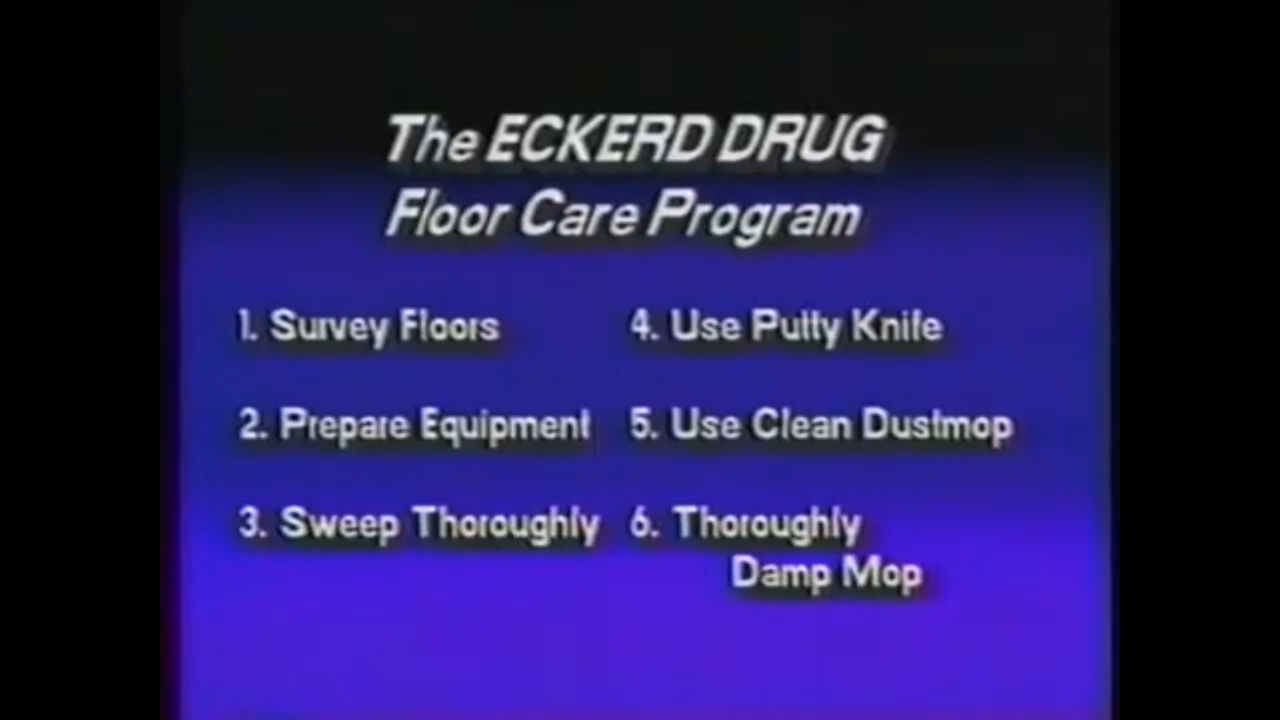 The ECKERD DRUG
Floor Care Program
1. Survey Floors
2. Prepare Equipment
3. Sweep Thoroughly
4. Use Putty Knife
5. Use Clean Dustmop
6. Thoroughly
Damp Mop